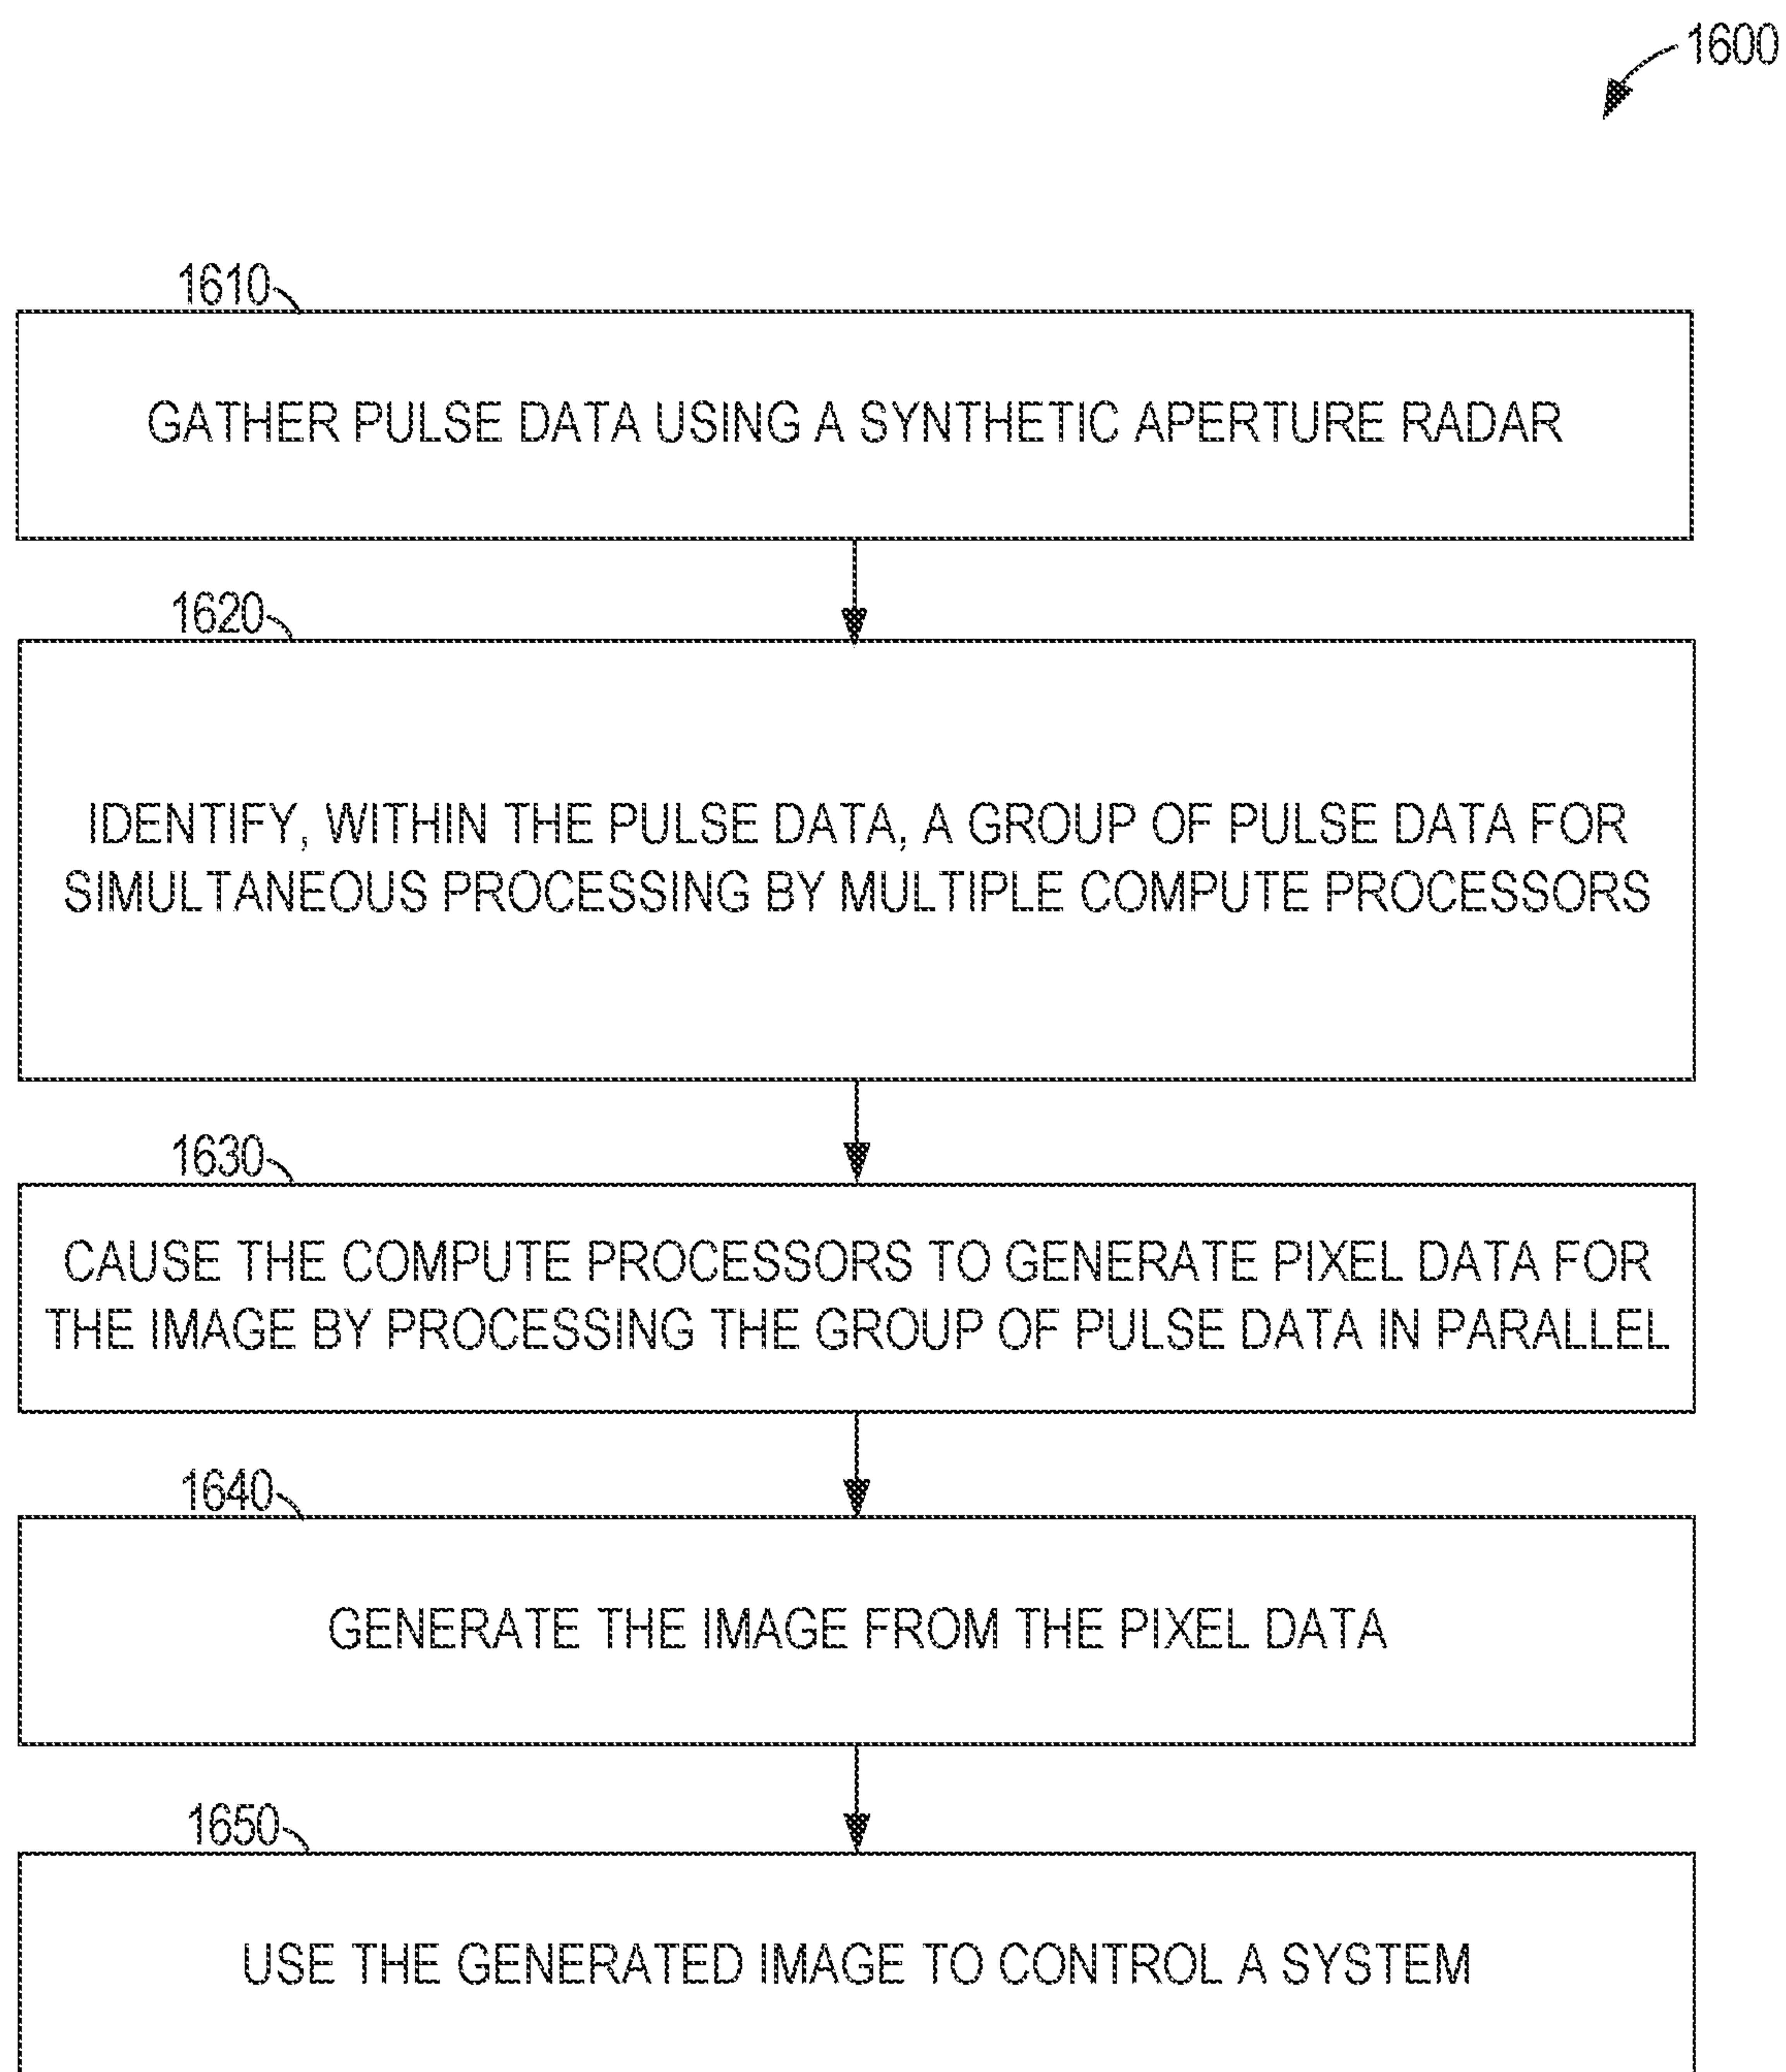 1600
1610
GATHER PULSE DATA USING A SYNTHETIC APERTURE RADAR
1620
IDENTIFY, WITHIN THE PULSE DATA, A GROUP OF PULSE DATA FOR
SIMULTANEOUS PROCESSING BY MULTIPLE COMPUTE PROCESSORS
1630
CAUSE THE COMPUTE PROCESSORS TO GENERATE PIXEL DATA FOR
THE IMAGE BY PROCESSING THE GROUP OF PULSE DATA IN PARALLEL
1640
GENERATE THE IMAGE FROM THE PIXEL DATA
1650
USE THE GENERATED IMAGE TO CONTROL A SYSTEM